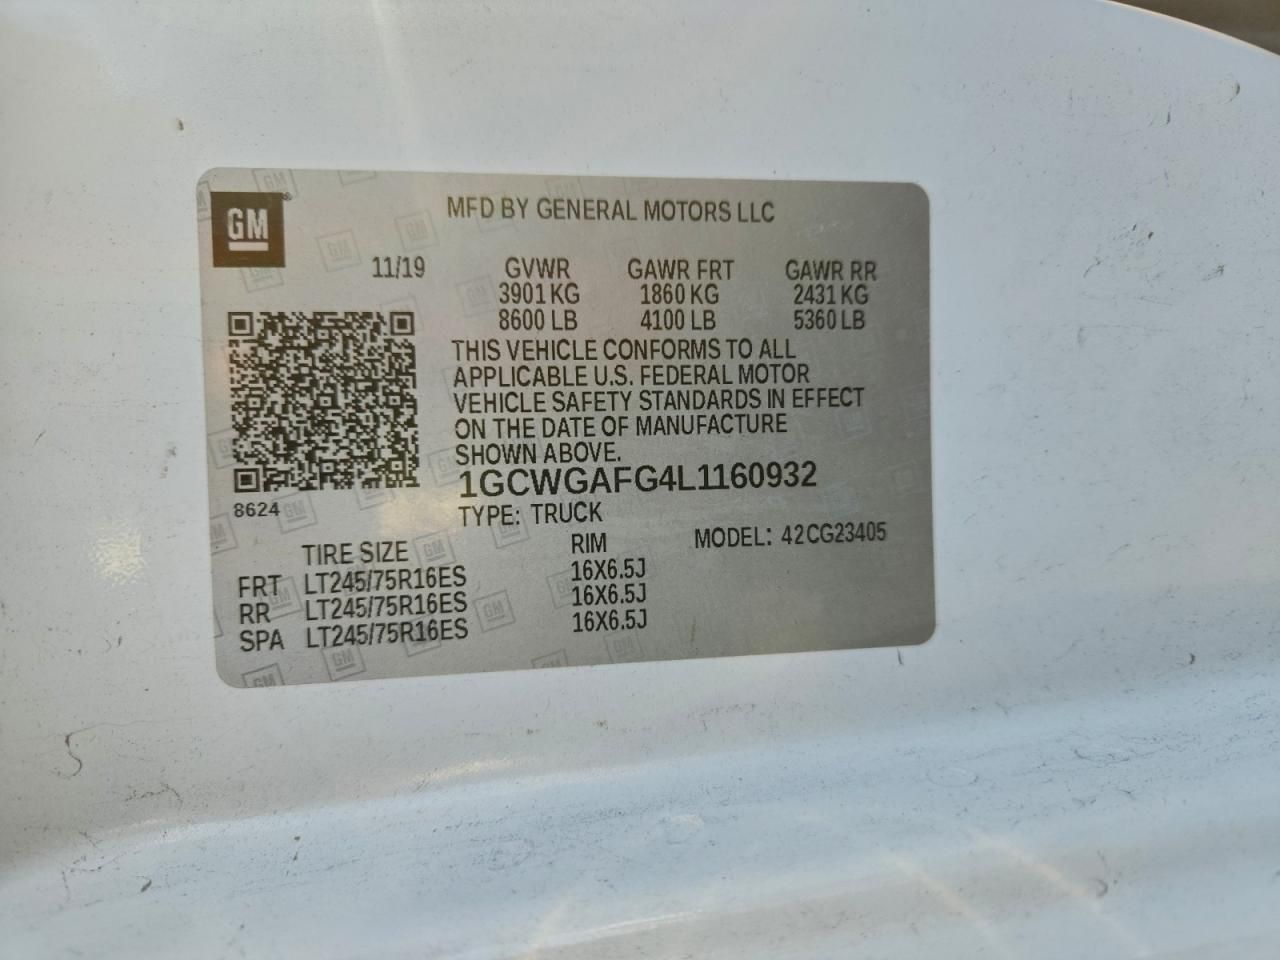 GM
MFD BY GENERAL MOTORS LLC
11/19 GVWR GAWR FRT GAWR RR
3901 KG 1860 KG 2431 KG
8600 LB 4100 LB 5360 LB
THIS VEHICLE CONFORMS TO ALL
APPLICABLE U.S. FEDERAL MOTOR
VEHICLE SAFETY STANDARDS IN EFFECT
ON THE DATE OF MANUFACTURE
SHOWN ABOVE.
1GCWGAFG4L1160932
8624
TYPE: TRUCK
MODEL: 42CG23405
TIRE SIZE RIM
FRT LT245/75R16ES 16X6.5J
RR LT245/75R16ES 16X6.5J
SPA LT245/75R16ES 16X6.5J